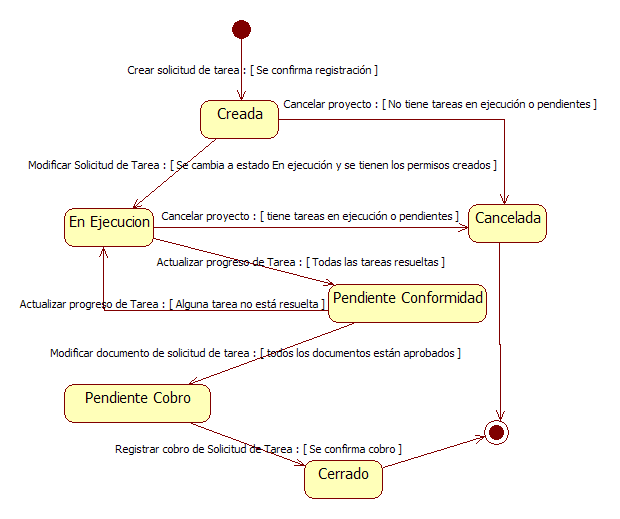 Crear solicitud de tarea : [ Se confirma registración ]
Cancelar proyecto : [ No tiene tareas en ejecución o pendientes ]
Creada
Modificar Solicitud de Tarea : [ Se cambia a estado En ejecución y se tienen los permisos creados ]
Cancelar proyecto : [ tiene tareas en ejecución o pendientes ]
En Ejecucion
Cancelada
Actualizar progreso de Tarea : [ Todas las tareas resueltas ]
Pendiente Conformidad
Actualizar progreso de Tarea : [ Alguna tarea no está resuelta ]
Modificar documento de solicitud de tarea : [ todos los documentos están aprobados ]
Pendiente Cobro
Registrar cobro de Solicitud de Tarea : [ Se confirma cobro ]
Cerrado